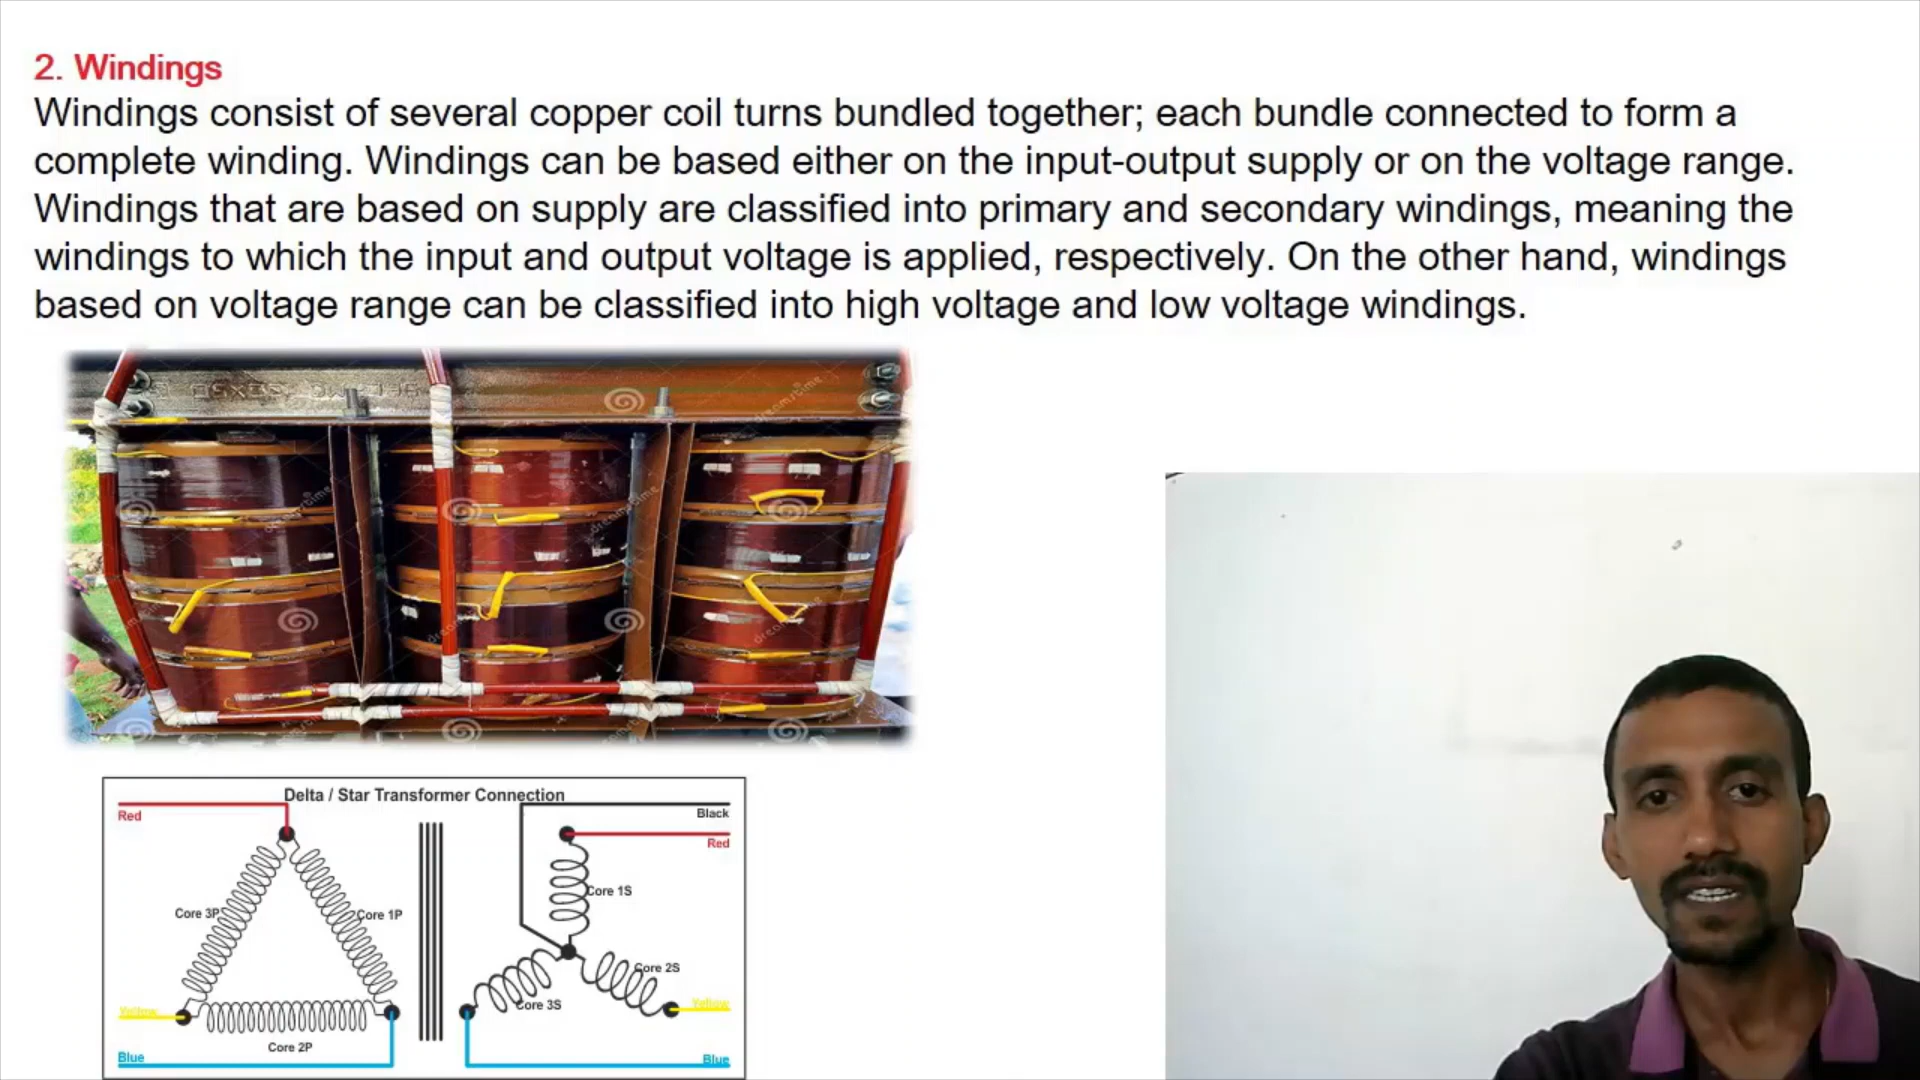 2. Windings
Windings consist of several copper coil turns bundled together; each bundle connected to form a
complete winding. Windings can be based either on the input-output supply or on the voltage range.
Windings that are based on supply are classified into primary and secondary windings, meaning the
windings to which the input and output voltage is applied, respectively. On the other hand, windings
based on voltage range can be classified into high voltage and low voltage windings.
dreamstime
Delta / Star Transformer Connection
Red
Black
Red
Core 3P
Core 1P
Core 1S
Core 2S
Core 3S
Yellow
Yellow
Core 2P
Blue
Blue